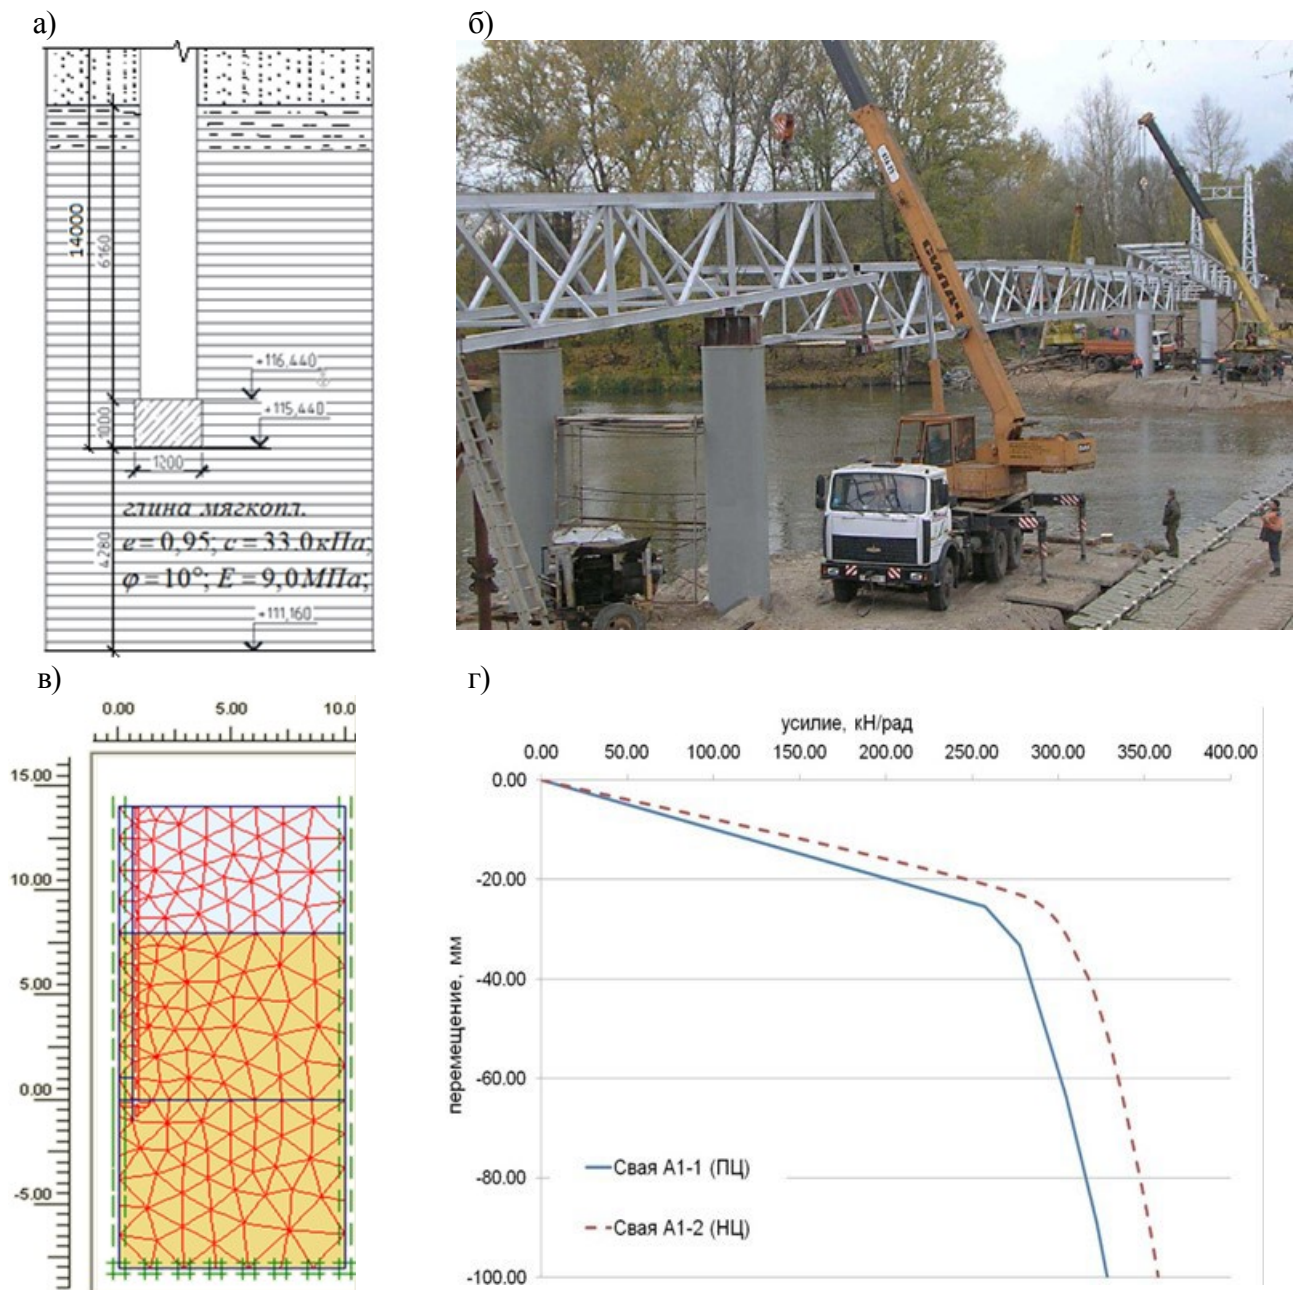 а)
б)
14000
6160
+116,440
+115,440
1000
1200
глина мягкопл.
e=0,95; c=33.0кПа,
φ=10°; E=9,0МПа;
4280
+111,160
СИЛАЧ
в)
г)
0.00 5.00 10.0
15.00
10.00
5.00
0.00
-5.00
усилие, кН/рад
0.00 50.00 100.00 150.00 200.00 250.00 300.00 350.00 400.00
0.00
-20.00
-40.00
-60.00
-80.00
-100.00
перемещение, мм
Свая А1-1 (ПЦ)
Свая А1-2 (НЦ)